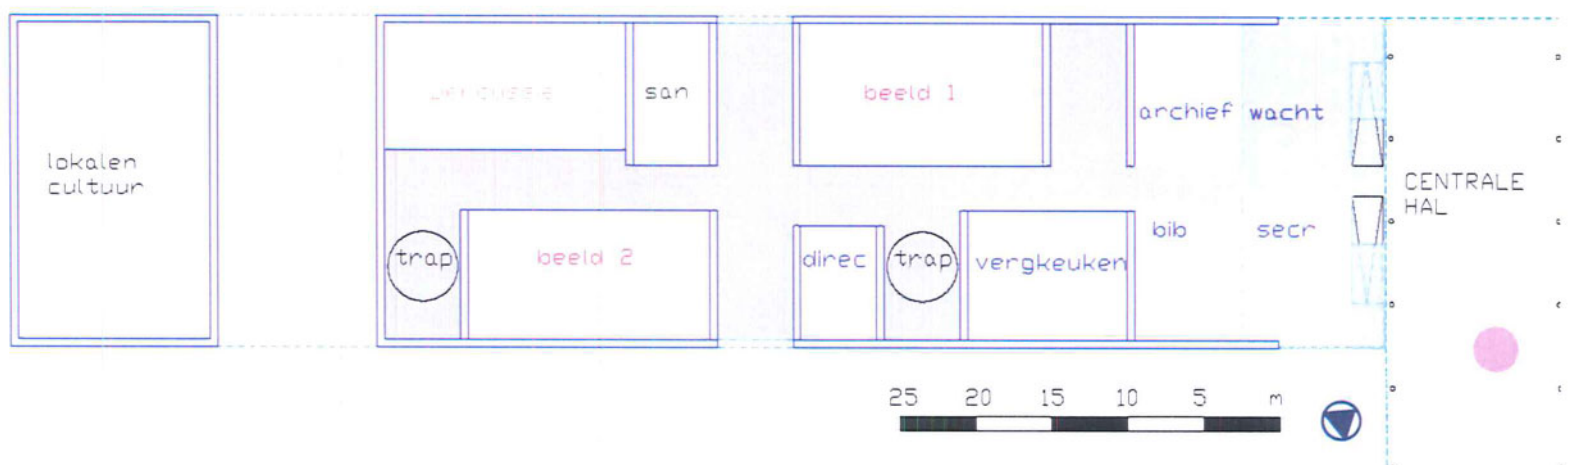 lokalen
cultuur
san
beeld 1
archief wacht
CENTRALE
HAL
trap
beeld 2
direc
trap
vergkeuken
bib
secr
25 20 15 10 5 m